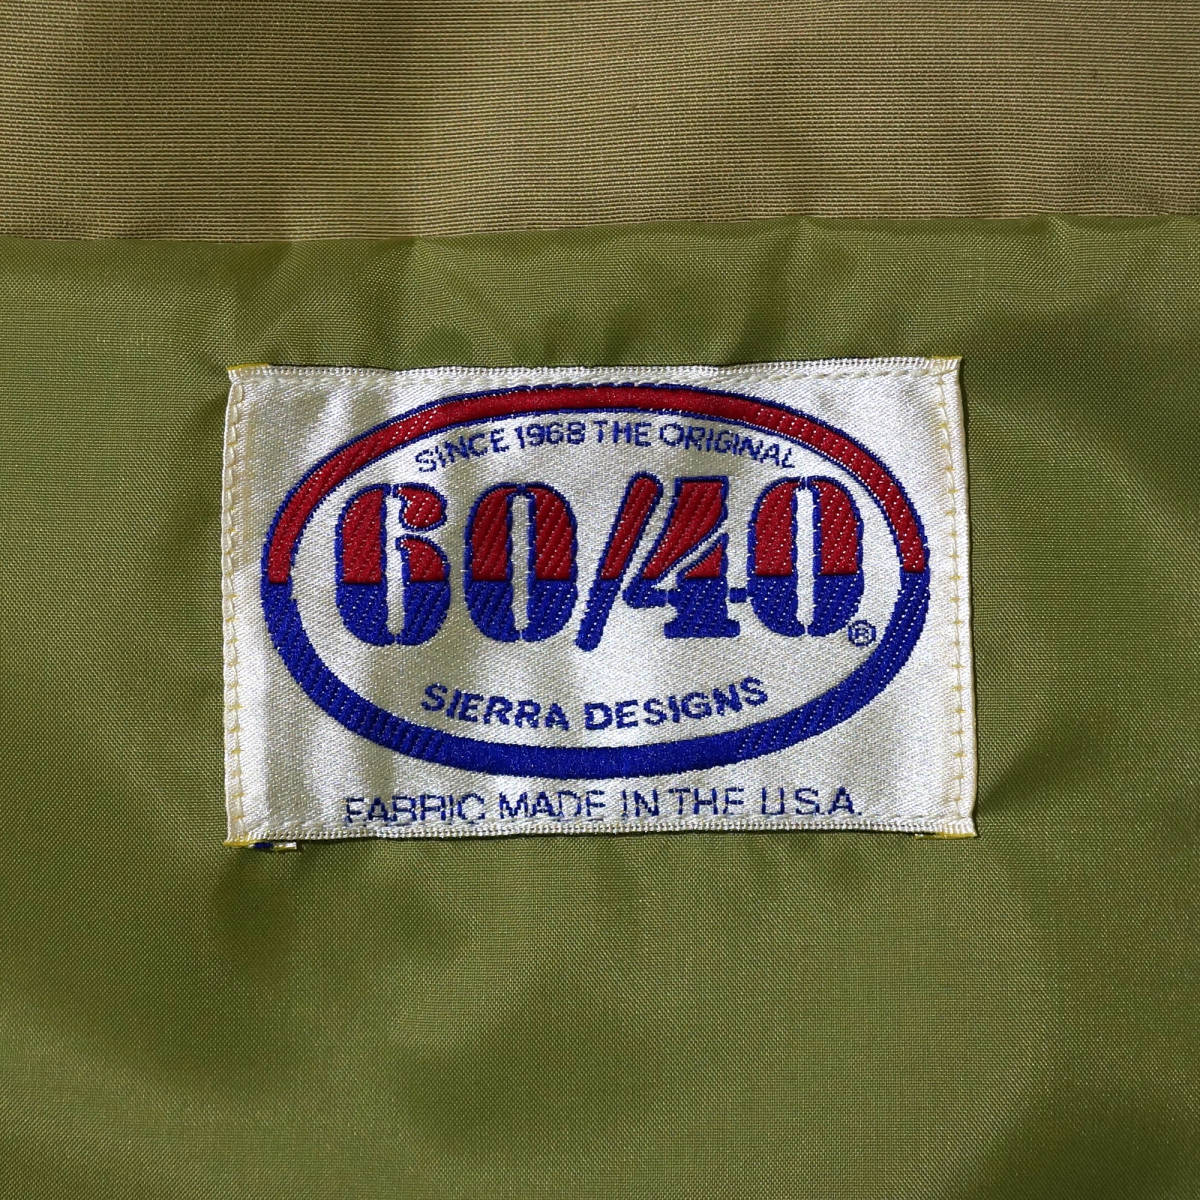 SINCE 1968 THE ORIGINAL
60/40®
SIERRA DESIGNS
FABRIC MADE IN THE U.S.A.